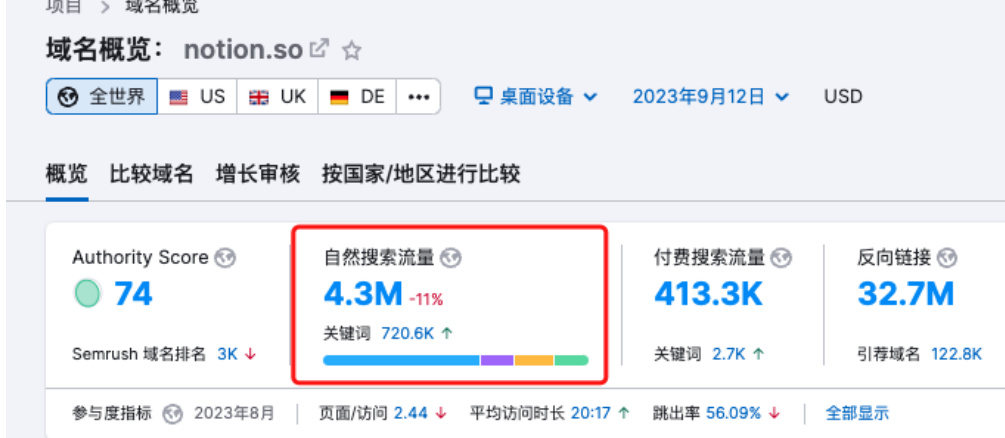 项目 > 域名概览
域名概览： notion.so
全世界 US UK DE ••• 桌面设备 2023年9月12日 USD
概览 比较域名 增长审核 按国家/地区进行比较
Authority Score 自然搜索流量 付费搜索流量 反向链接
74 4.3M -11% 413.3K 32.7M
关键词 720.6K ↑
Semrush 域名排名 3K ↓ 关键词 2.7K ↑ 引荐域名 122.8K
参与度指标 2023年8月 页面/访问 2.44 ↓ 平均访问时长 20:17 ↑ 跳出率 56.09% ↓ 全部显示